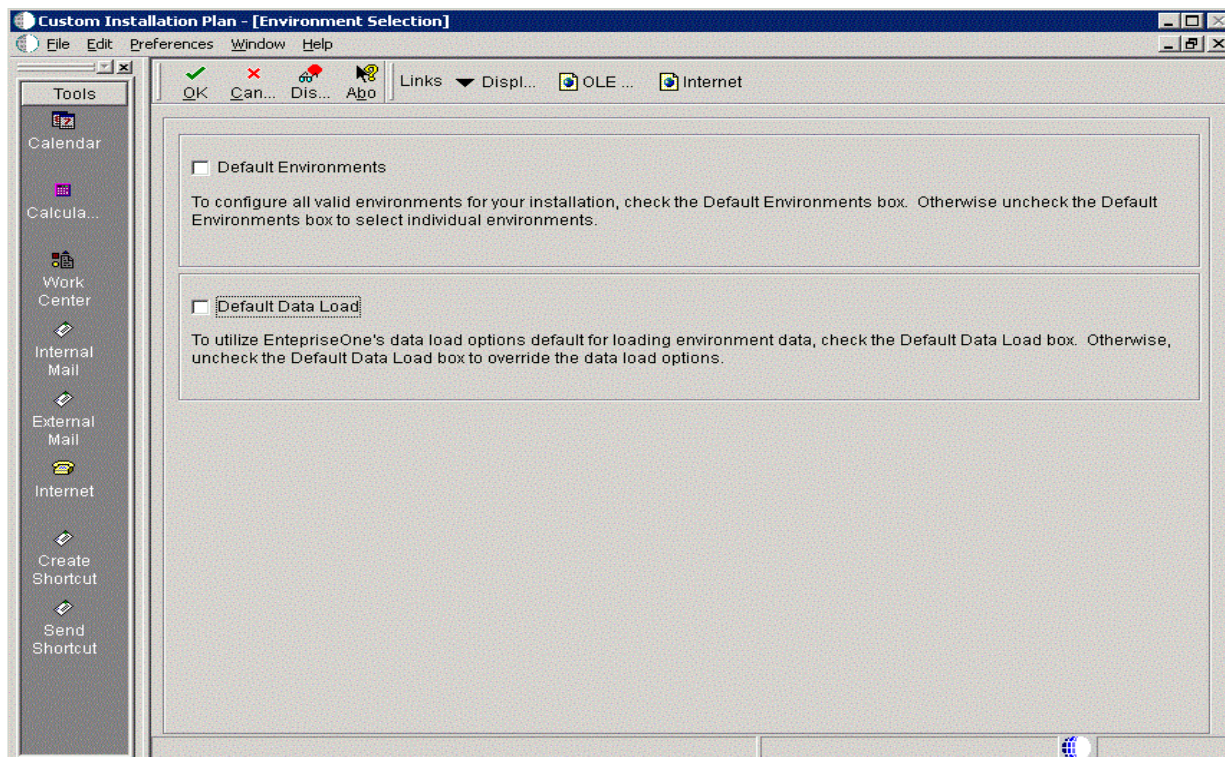 Custom Installation Plan - [Environment Selection]
File Edit Preferences Window Help
Tools
Calendar
Calcula...
Work
Center
Internal
Mail
External
Mail
Internet
Create
Shortcut
Send
Shortcut
OK Can... Dis... Abo Links Displ... OLE ... Internet
Default Environments
To configure all valid environments for your installation, check the Default Environments box. Otherwise uncheck the Default
Environments box to select individual environments.
Default Data Load
To utilize EntepriseOne's data load options default for loading environment data, check the Default Data Load box. Otherwise,
uncheck the Default Data Load box to override the data load options.